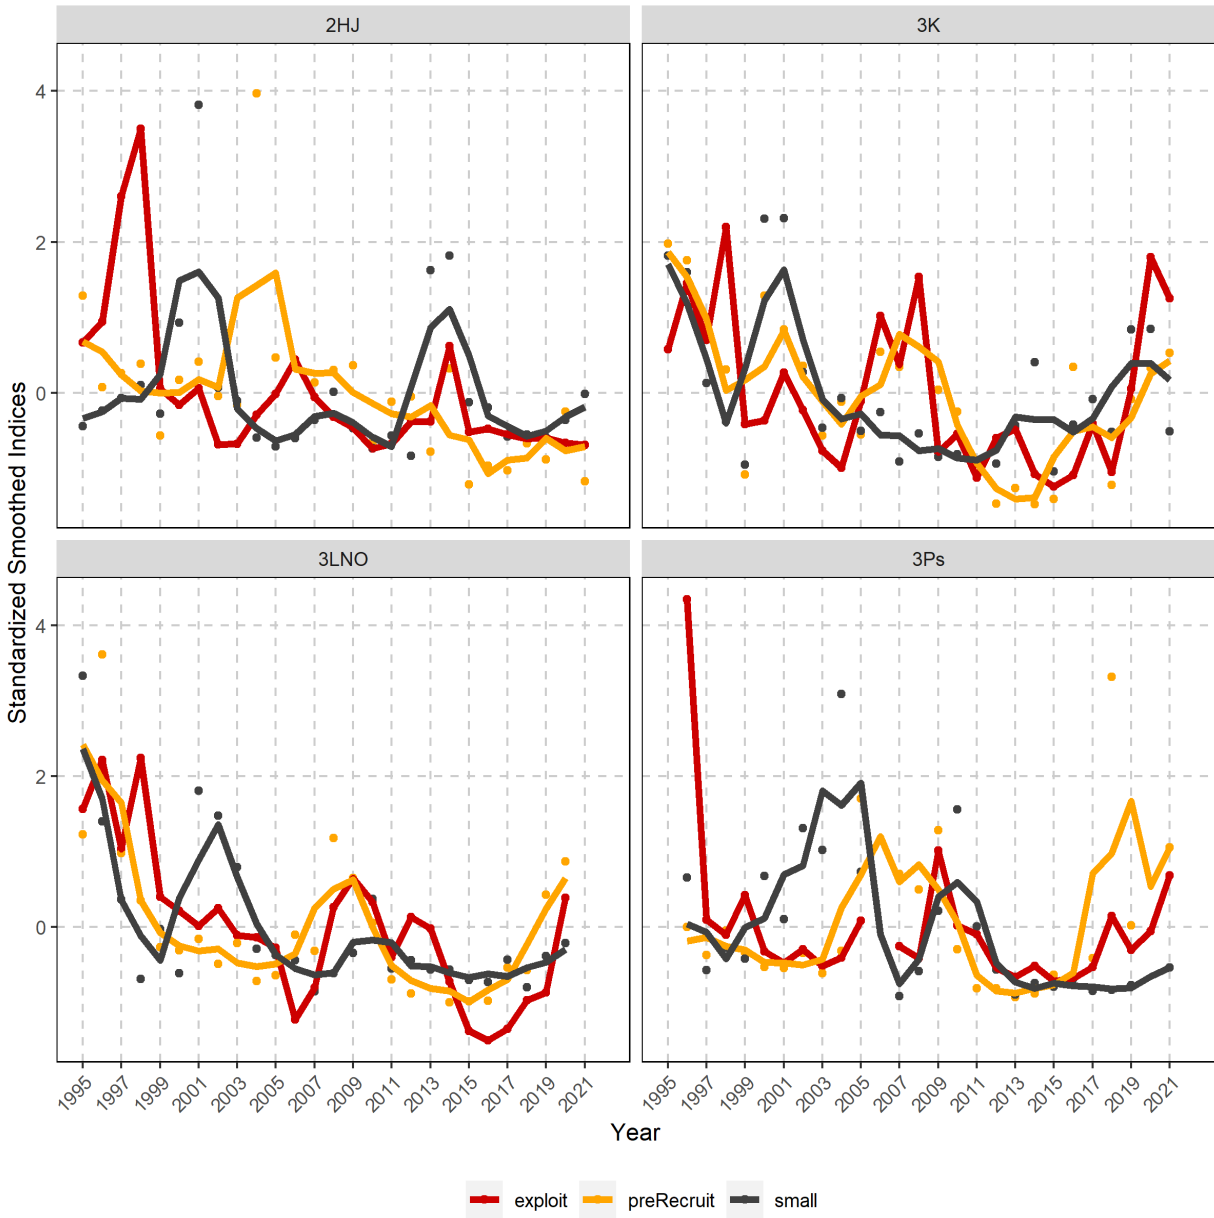 2HJ
3K
4
2
0
3LNO
3Ps
4
2
0
Standardized Smoothed Indices
1995 1997 1999 2001 2003 2005 2007 2009 2011 2013 2015 2017 2019 2021
1995 1997 1999 2001 2003 2005 2007 2009 2011 2013 2015 2017 2019 2021
Year
exploit preRecruit small